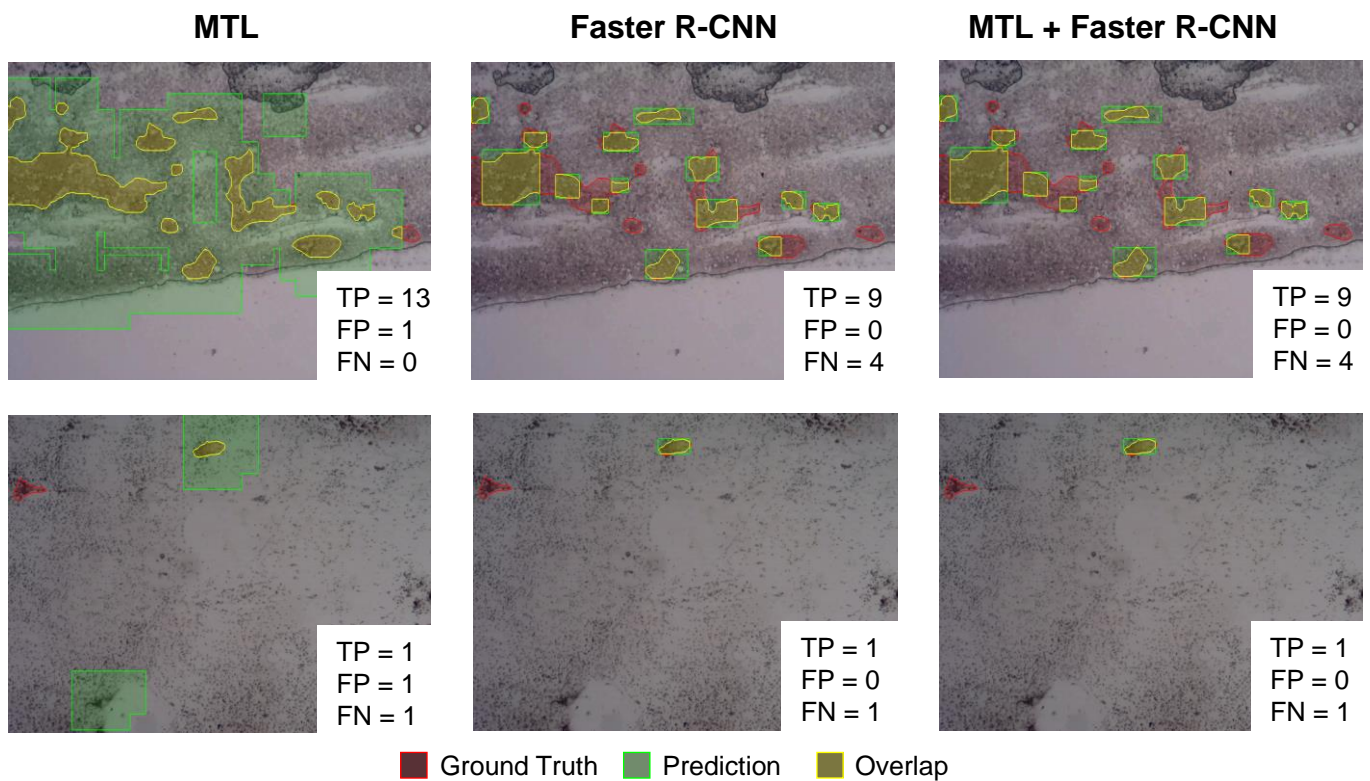 MTL
Faster R-CNN
MTL + Faster R-CNN
TP = 13
FP = 1
FN = 0
TP = 9
FP = 0
FN = 4
TP = 9
FP = 0
FN = 4
TP = 1
FP = 1
FN = 1
TP = 1
FP = 0
FN = 1
TP = 1
FP = 0
FN = 1
Ground Truth
Prediction
Overlap